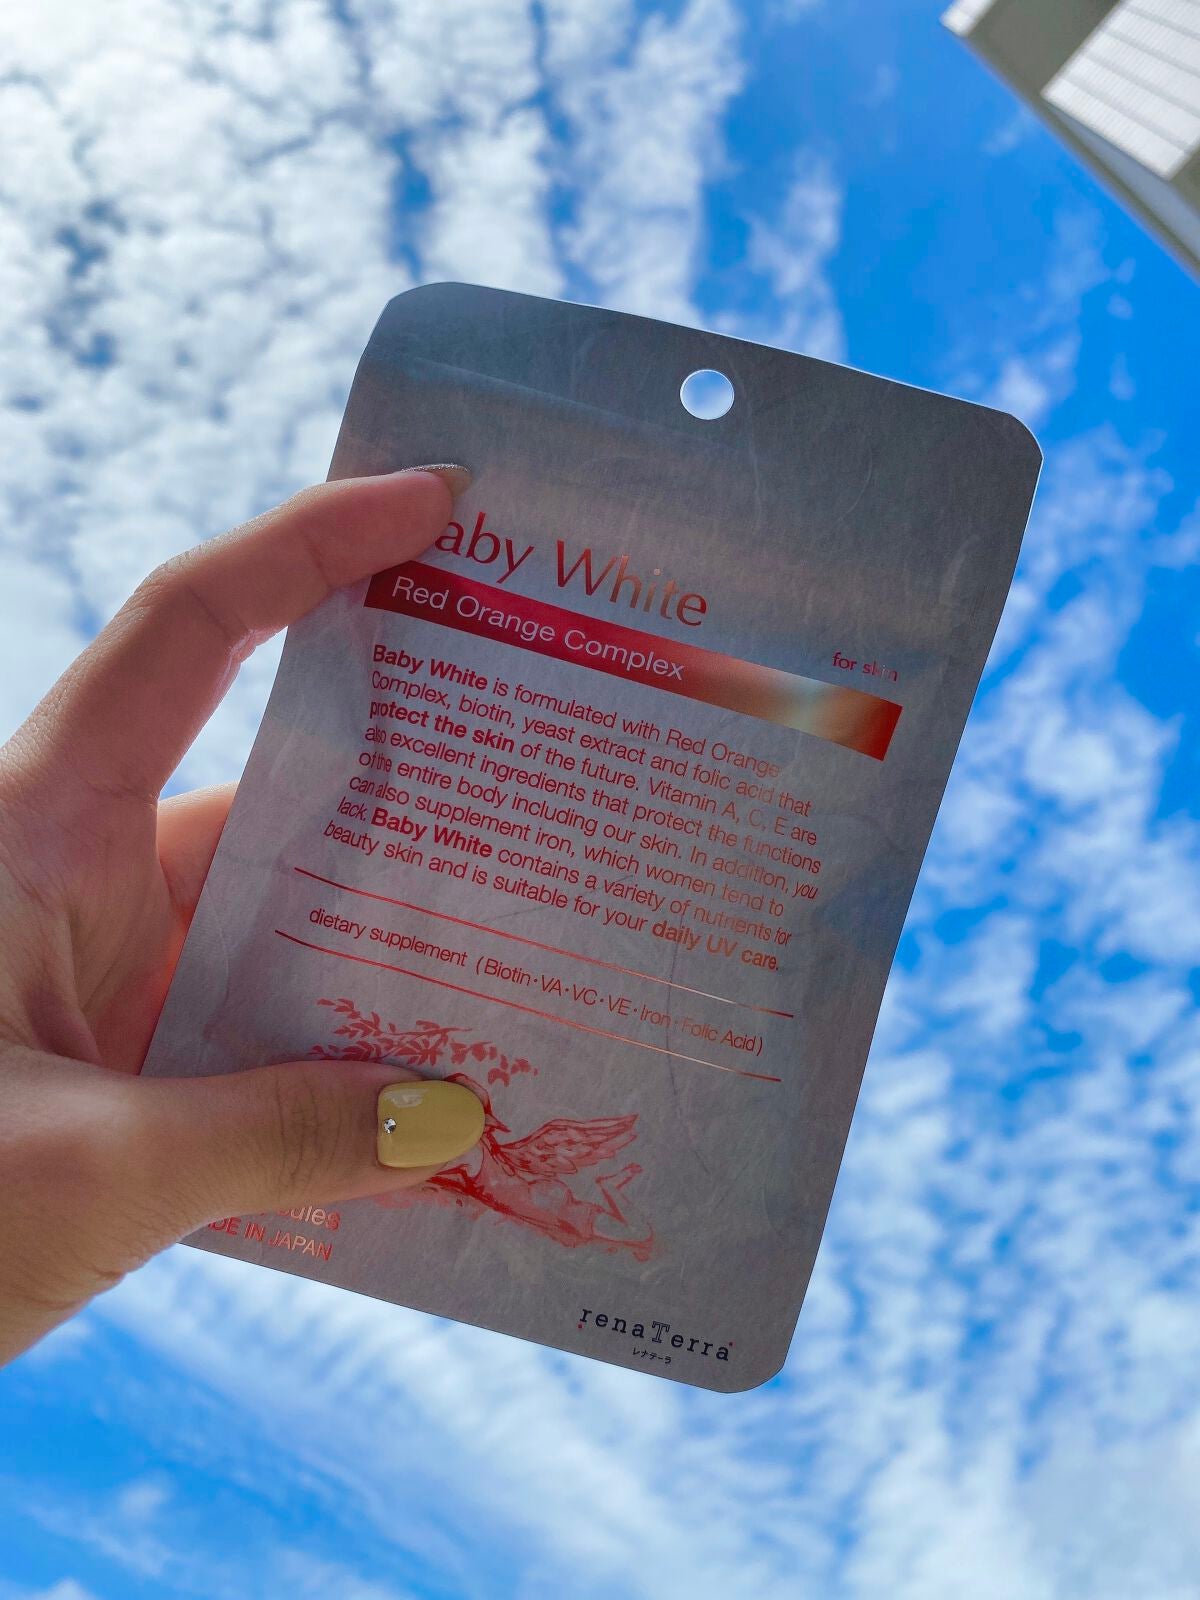 aby White
Red Orange Complex
for skin
Baby White is formulated with Red Orange
Complex, biotin, yeast extract and folic acid that
protect the skin of the future. Vitamin A, C, E are
also excellent ingredients that protect the functions
of the entire body including our skin. In addition, you
can also supplement iron, which women tend to
lack. Baby White contains a variety of nutrients for
beauty skin and is suitable for your daily UV care.
dietary supplement (Biotin・VA・VC・VE・Iron・Folic Acid)
sules
DE IN JAPAN
renaTerra
レナテーラ